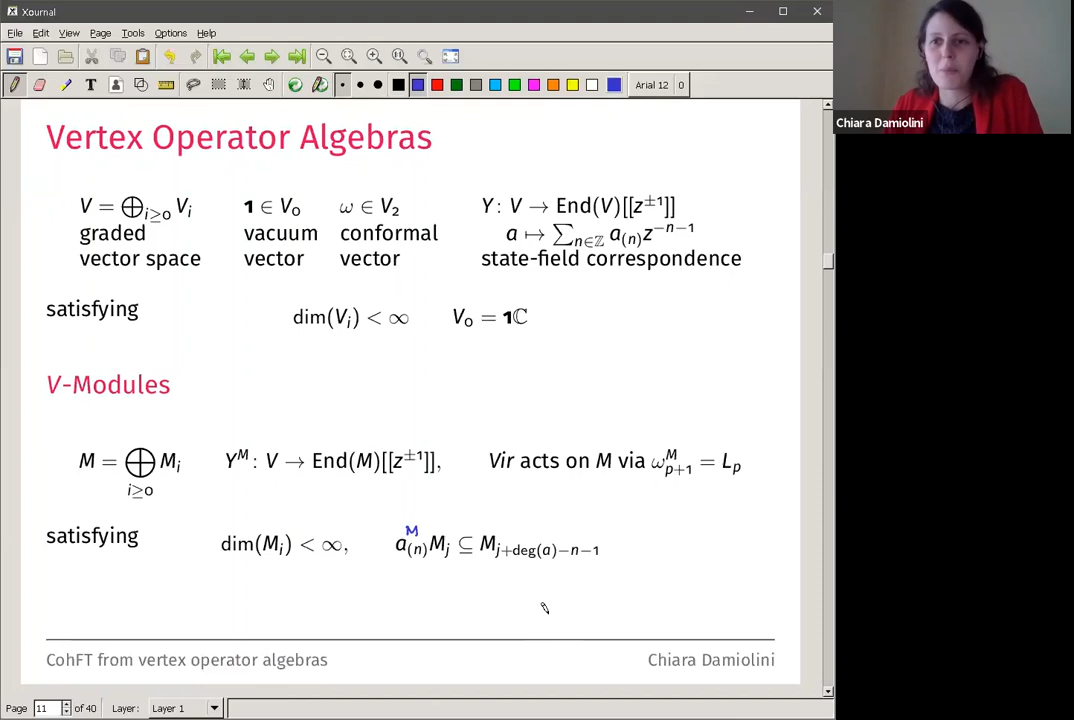 Xournal
File Edit View Page Tools Options Help
Arial 12 0
Chiara Damiolini
Vertex Operator Algebras
V = ⊕_{i≥0} V_i 𝟏 ∈ V_0 ω ∈ V_2 Y: V → End(V)[[z^{±1}]]
graded vacuum conformal a ↦ ∑_{n∈ℤ} a_{(n)} z^{−n−1}
vector space vector vector state-field correspondence
satisfying dim(V_i) < ∞ V_0 = 𝟏ℂ
V-Modules
M = ⊕_{i≥0} M_i Y^M: V → End(M)[[z^{±1}]], Vir acts on M via ω^M_{p+1} = L_p
satisfying dim(M_i) < ∞, a^M_{(n)} M_j ⊆ M_{j+deg(a)−n−1}
CohFT from vertex operator algebras Chiara Damiolini
Page 11 of 40 Layer: Layer 1